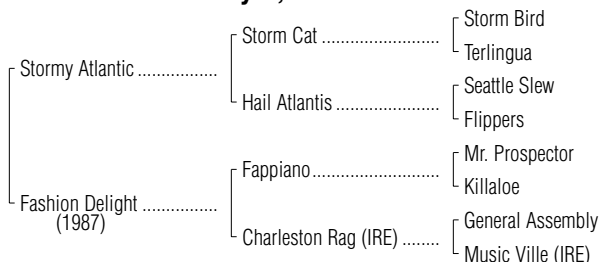 Storm Bird
Storm Cat ........................
Terlingua
Stormy Atlantic ................
Seattle Slew
Hail Atlantis .....................
Flippers
Mr. Prospector
Fappiano..........................
Killaloe
Fashion Delight ...............
(1987)
General Assembly
Charleston Rag (IRE) ........
Music Ville (IRE)